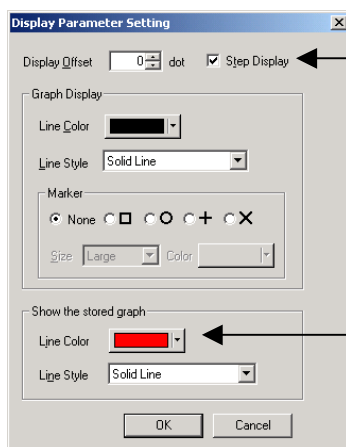 Display Parameter Setting
Display Offset 0 dot Step Display
Graph Display
Line Color
Line Style Solid Line
Marker
None
Size Large Color
Show the stored graph
Line Color
Line Style Solid Line
OK Cancel